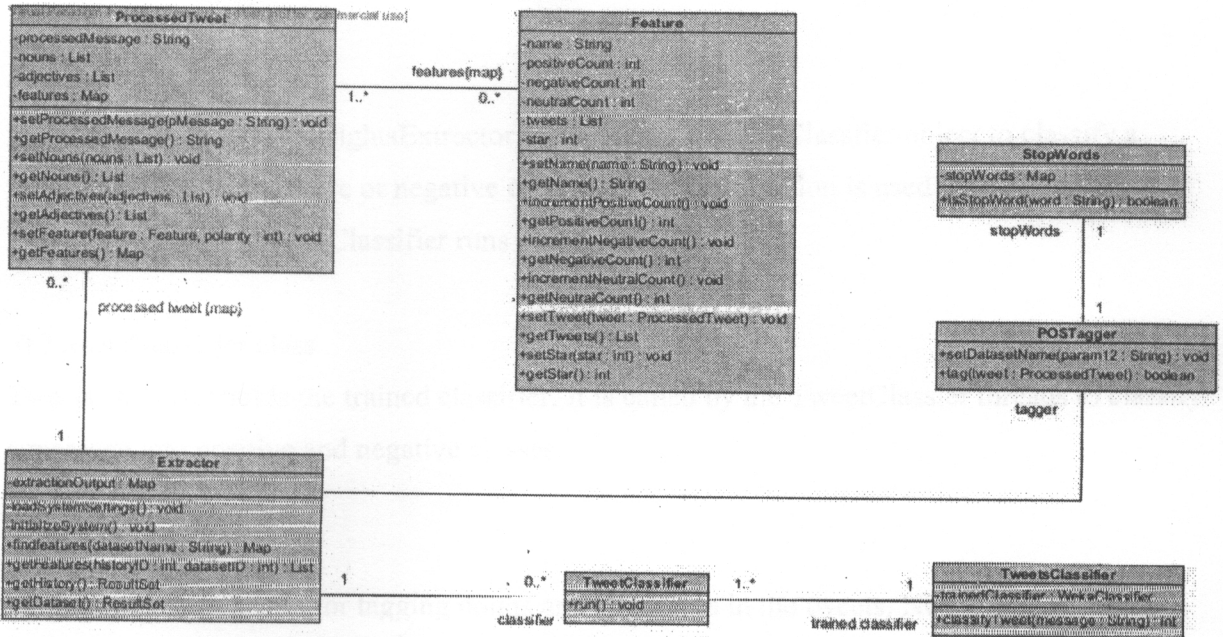 commercial use]
ProcessedTweet
-processedMessage : String
-nouns : List
-adjectives : List
-features : Map
+setProcessedMessage(pMessage : String) : void
+getProcessedMessage() : String
+setNouns(nouns : List) : void
+getNouns() : List
+setAdjectives(adjectives : List) : void
+getAdjectives() : List
+setFeature(feature : Feature, polarity : int) : void
+getFeatures() : Map
features{map}
1..*
0..*
Feature
-name : String
-positiveCount : int
-negativeCount : int
-neutralCount : int
-tweets : List
-star : int
+setName(name : String) : void
+getName() : String
+incrementPositiveCount() : void
+getPositiveCount() : int
+incrementNegativeCount() : void
+getNegativeCount() : int
+incrementNeutralCount() : void
+getNeutralCount() : int
+setTweet(tweet : ProcessedTweet) : void
+getTweets() : List
+setStar(star : int) : void
+getStar() : int
StopWords
-stopWords : Map
+isStopWord(word : String) : boolean
stopWords
1
1
POSTagger
+setDatasetName(param12 : String) : void
+tag(tweet : ProcessedTweet) : boolean
tagger
0..*
processed tweet {map}
1
Extractor
-extractionOutput : Map
-loadSystemSettings() : void
-initializeSystem() : void
+findfeatures(datasetName : String) : Map
+getFeatures(historyID : int, datasetID : int) : List
+getHistory() : ResultSet
+getDataset() : ResultSet
1
0..*
classifier
TweetClassifier
+run() : void
1..*
1
trained classifier
TweetsClassifier
-trainedClassifier : WekaClassifier
+classifyTweet(message : String) : int